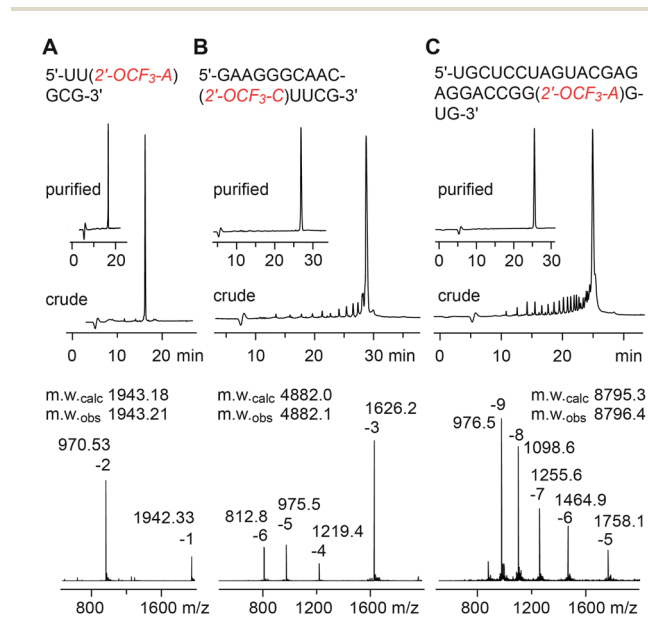 A
5'-UU(2'-OCF3-A)
GCG-3'
purified
0 20
crude
0 10 20 min
m.w.calc 1943.18
m.w.obs 1943.21
970.53
-2
1942.33
-1
800 1600 m/z
B
5'-GAAGGGCAAC-
(2'-OCF3-C)UUCG-3'
purified
10 20 30
crude
10 20 30 min
m.w.calc 4882.0
m.w.obs 4882.1
1626.2
-3
812.8
-6
975.5
-5
1219.4
-4
800 1200 1600 m/z
C
5'-UGCUCCUAGUACGAG
AGGACCGG(2'-OCF3-A)G-
UG-3'
purified
0 10 20 30
crude
0 10 20 min
m.w.calc 8795.3
m.w.obs 8796.4
-9
976.5
-8
1098.6
1255.6
-7
1464.9
-6
1758.1
-5
800 1200 1600 m/z